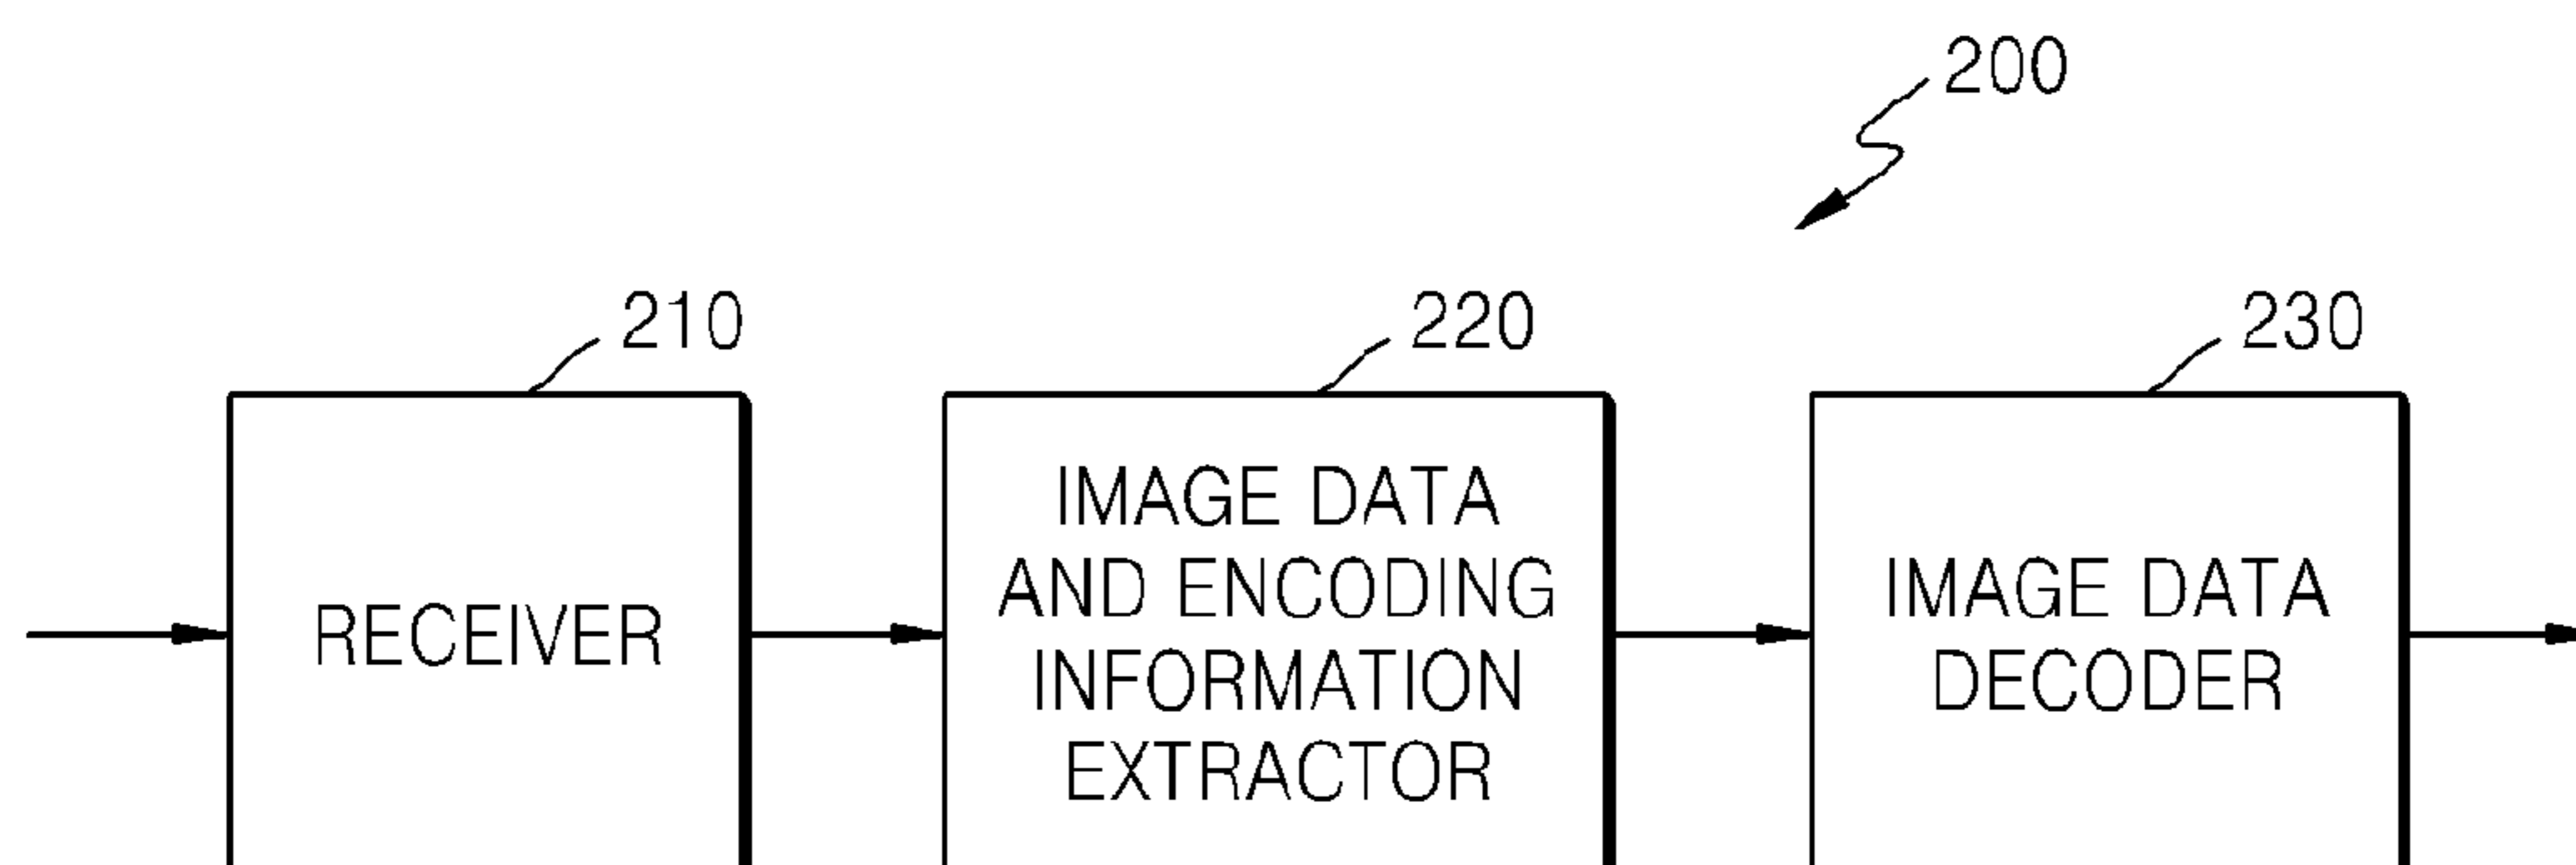 200
210
220
230
RECEIVER
IMAGE DATA
AND ENCODING
INFORMATION
EXTRACTOR
IMAGE DATA
DECODER